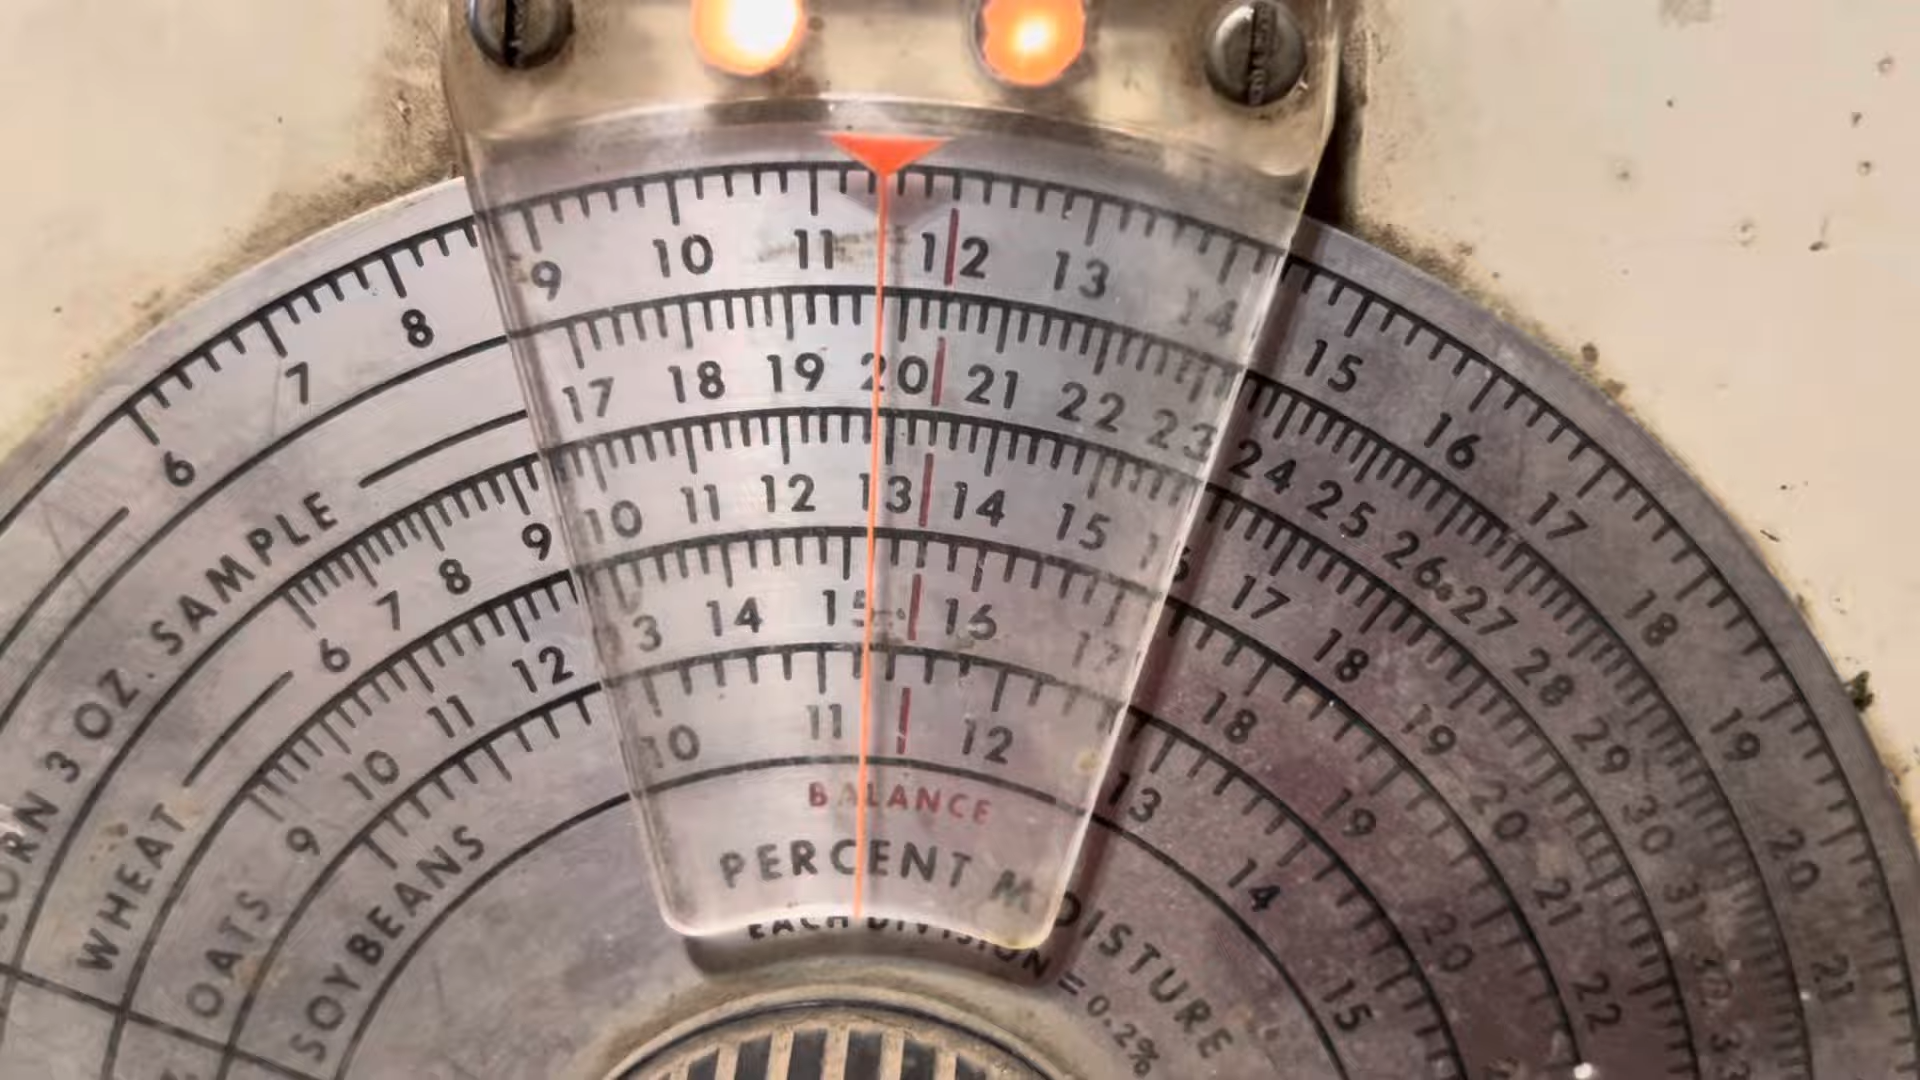 6 7 8 9 10 11 12 13 14 15 16 17 18 19 20 21
17 18 19 20 21 22 23 24 25 26 27 28 29 30 31 32 33
6 7 8 9 10 11 12 13 14 15 16 17 18 19 20 21 22
9 10 11 12 13 14 15 16 17 18 19 20
10 11 12 13 14 15
CORN 3 OZ. SAMPLE
WHEAT
OATS
SOYBEANS
BALANCE
PERCENT MOISTURE
EACH DIVISION = 0.2%